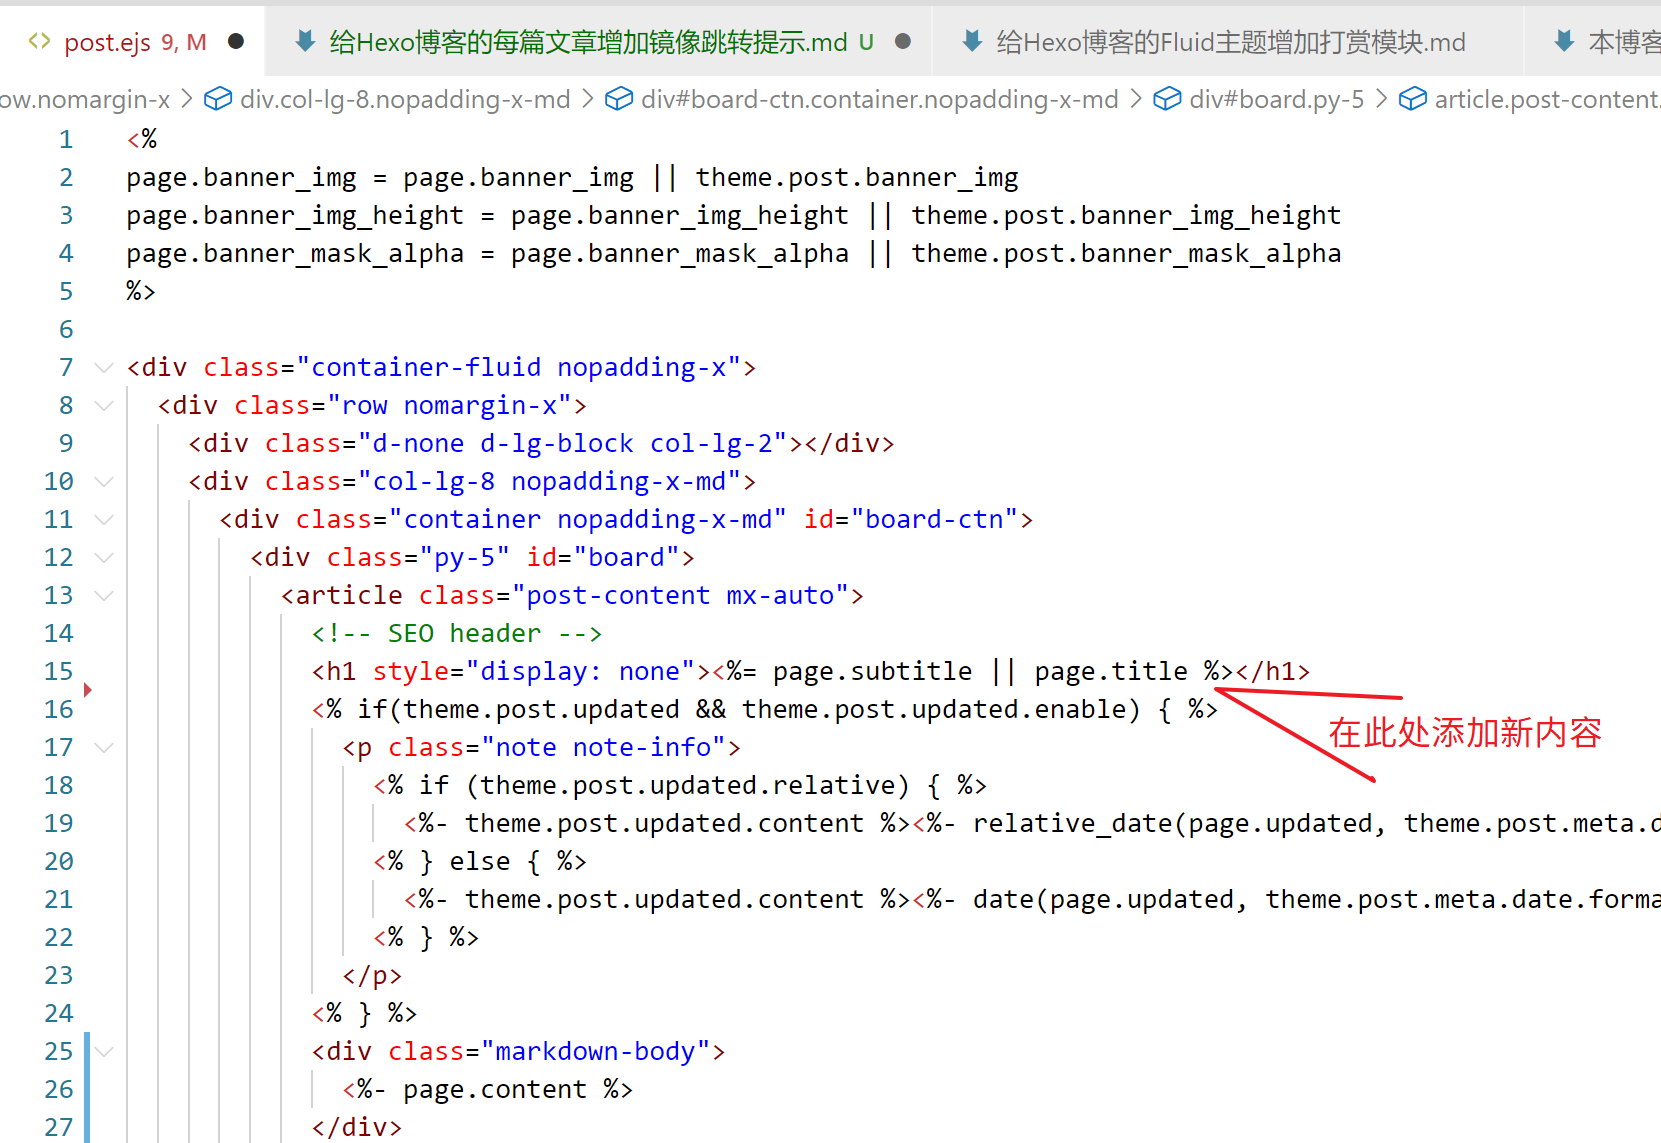 post.ejs 9, M 给Hexo博客的每篇文章增加镜像跳转提示.md U 给Hexo博客的Fluid主题增加打赏模块.md 本博客
ow.nomargin-x > div.col-lg-8.nopadding-x-md > div#board-ctn.container.nopadding-x-md > div#board.py-5 > article.post-content.
1 <%
2 page.banner_img = page.banner_img || theme.post.banner_img
3 page.banner_img_height = page.banner_img_height || theme.post.banner_img_height
4 page.banner_mask_alpha = page.banner_mask_alpha || theme.post.banner_mask_alpha
5 %>
6
7 <div class="container-fluid nopadding-x">
8 <div class="row nomargin-x">
9 <div class="d-none d-lg-block col-lg-2"></div>
10 <div class="col-lg-8 nopadding-x-md">
11 <div class="container nopadding-x-md" id="board-ctn">
12 <div class="py-5" id="board">
13 <article class="post-content mx-auto">
14 <!-- SEO header -->
15 <h1 style="display: none"><%= page.subtitle || page.title %></h1>
16 <% if(theme.post.updated && theme.post.updated.enable) { %>
在此处添加新内容
17 <p class="note note-info">
18 <% if (theme.post.updated.relative) { %>
19 <%- theme.post.updated.content %><%- relative_date(page.updated, theme.post.meta.d
20 <% } else { %>
21 <%- theme.post.updated.content %><%- date(page.updated, theme.post.meta.date.forma
22 <% } %>
23 </p>
24 <% } %>
25 <div class="markdown-body">
26 <%- page.content %>
27 </div>